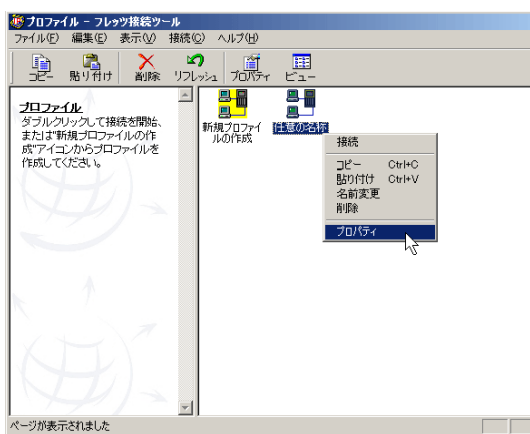 プロファイル - フレッツ接続ツール
ファイル(F) 編集(E) 表示(V) 接続(C) ヘルプ(H)
コピー 貼り付け 削除 リフレッシュ プロパティ ビュー
プロファイル
ダブルクリックして接続を開始、
または"新規プロファイルの作
成"アイコンからプロファイルを
作成してください。
新規プロファイ
ルの作成
任意の名称
接続
コピー Ctrl+C
貼り付け Ctrl+V
名前変更
削除
プロパティ
ページが表示されました